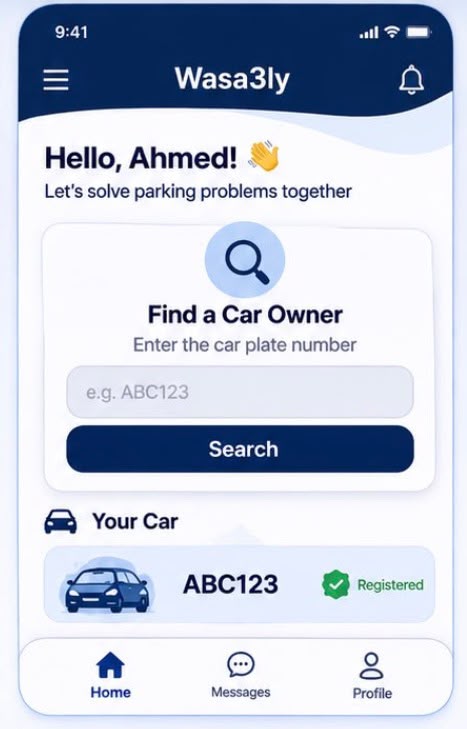 9:41
Wasa3ly
Hello, Ahmed! 👋
Let's solve parking problems together
Find a Car Owner
Enter the car plate number
e.g. ABC123
Search
Your Car
ABC123
Registered
Home
Messages
Profile